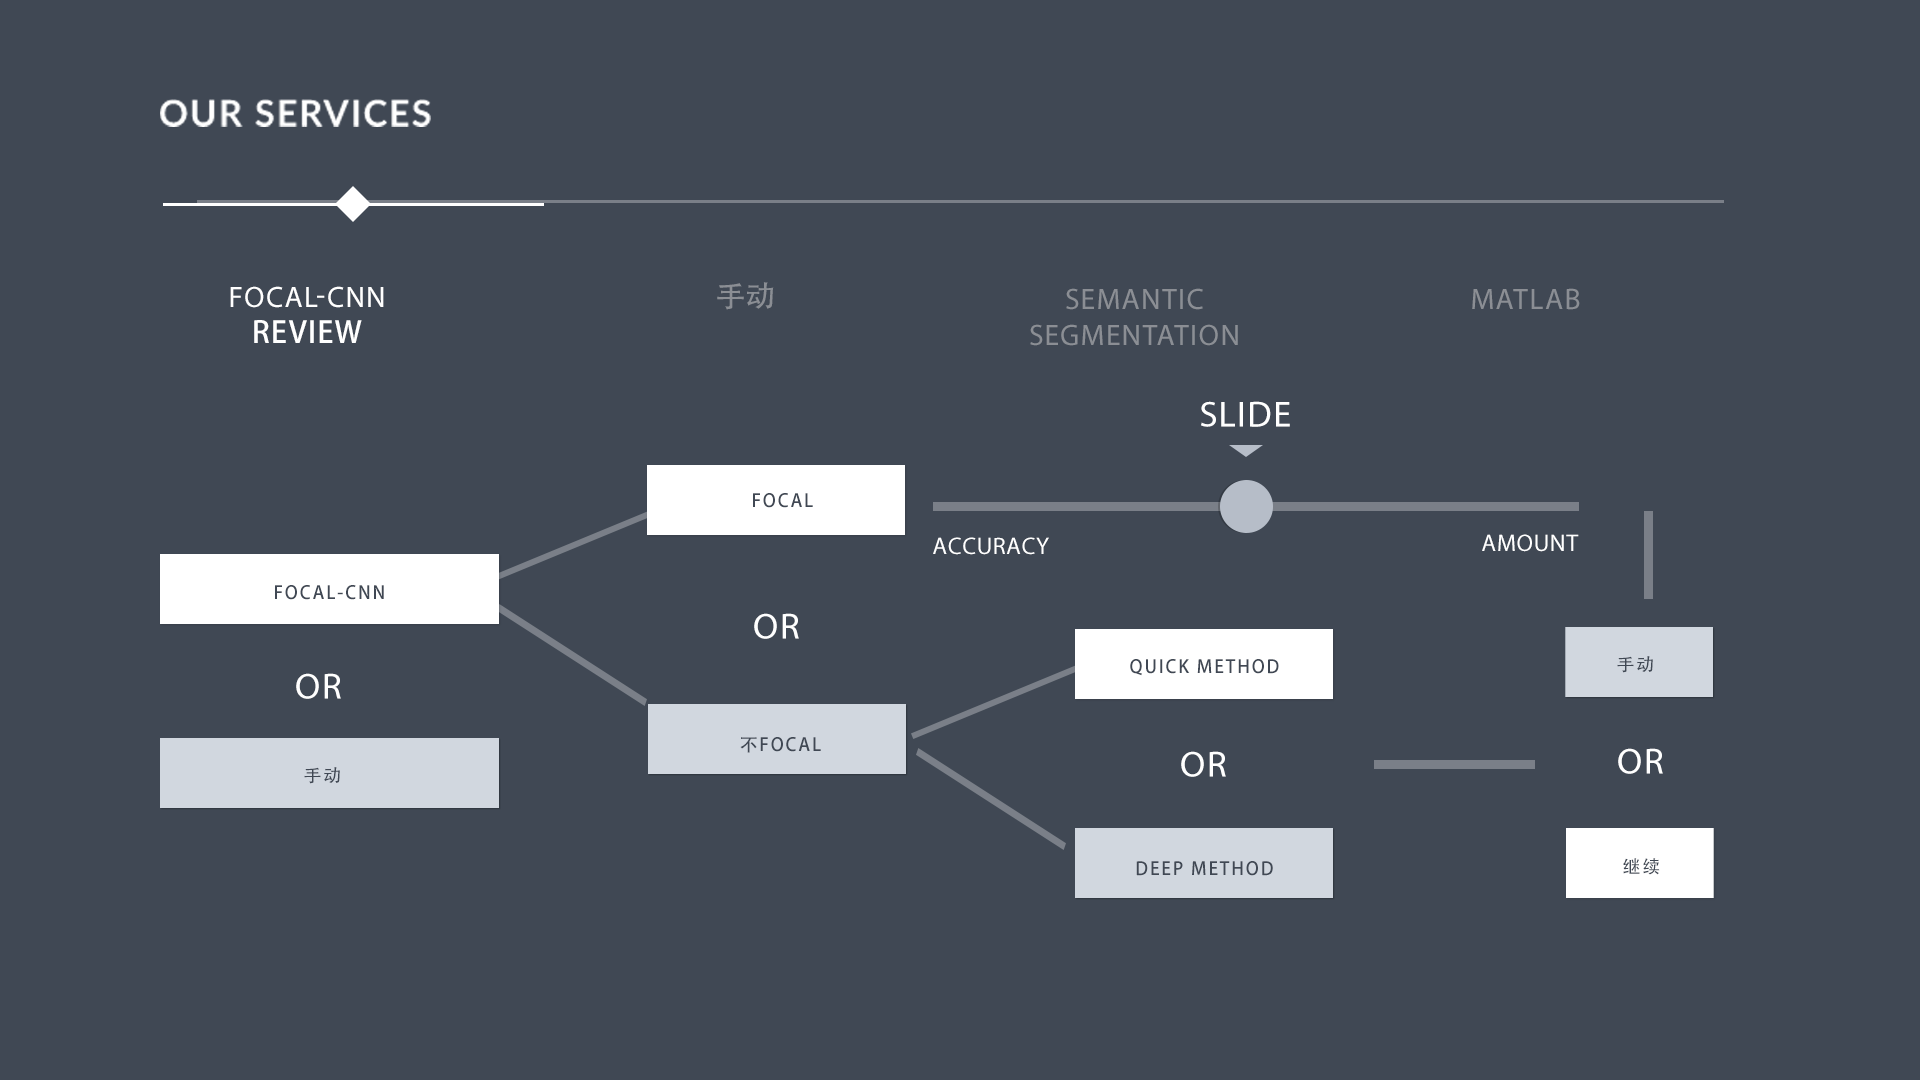 OUR SERVICES
FOCAL-CNN
REVIEW
手动
SEMANTIC
SEGMENTATION
MATLAB
SLIDE
FOCAL
ACCURACY
AMOUNT
FOCAL-CNN
OR
QUICK METHOD
手动
OR
不FOCAL
手动
OR
OR
DEEP METHOD
继续